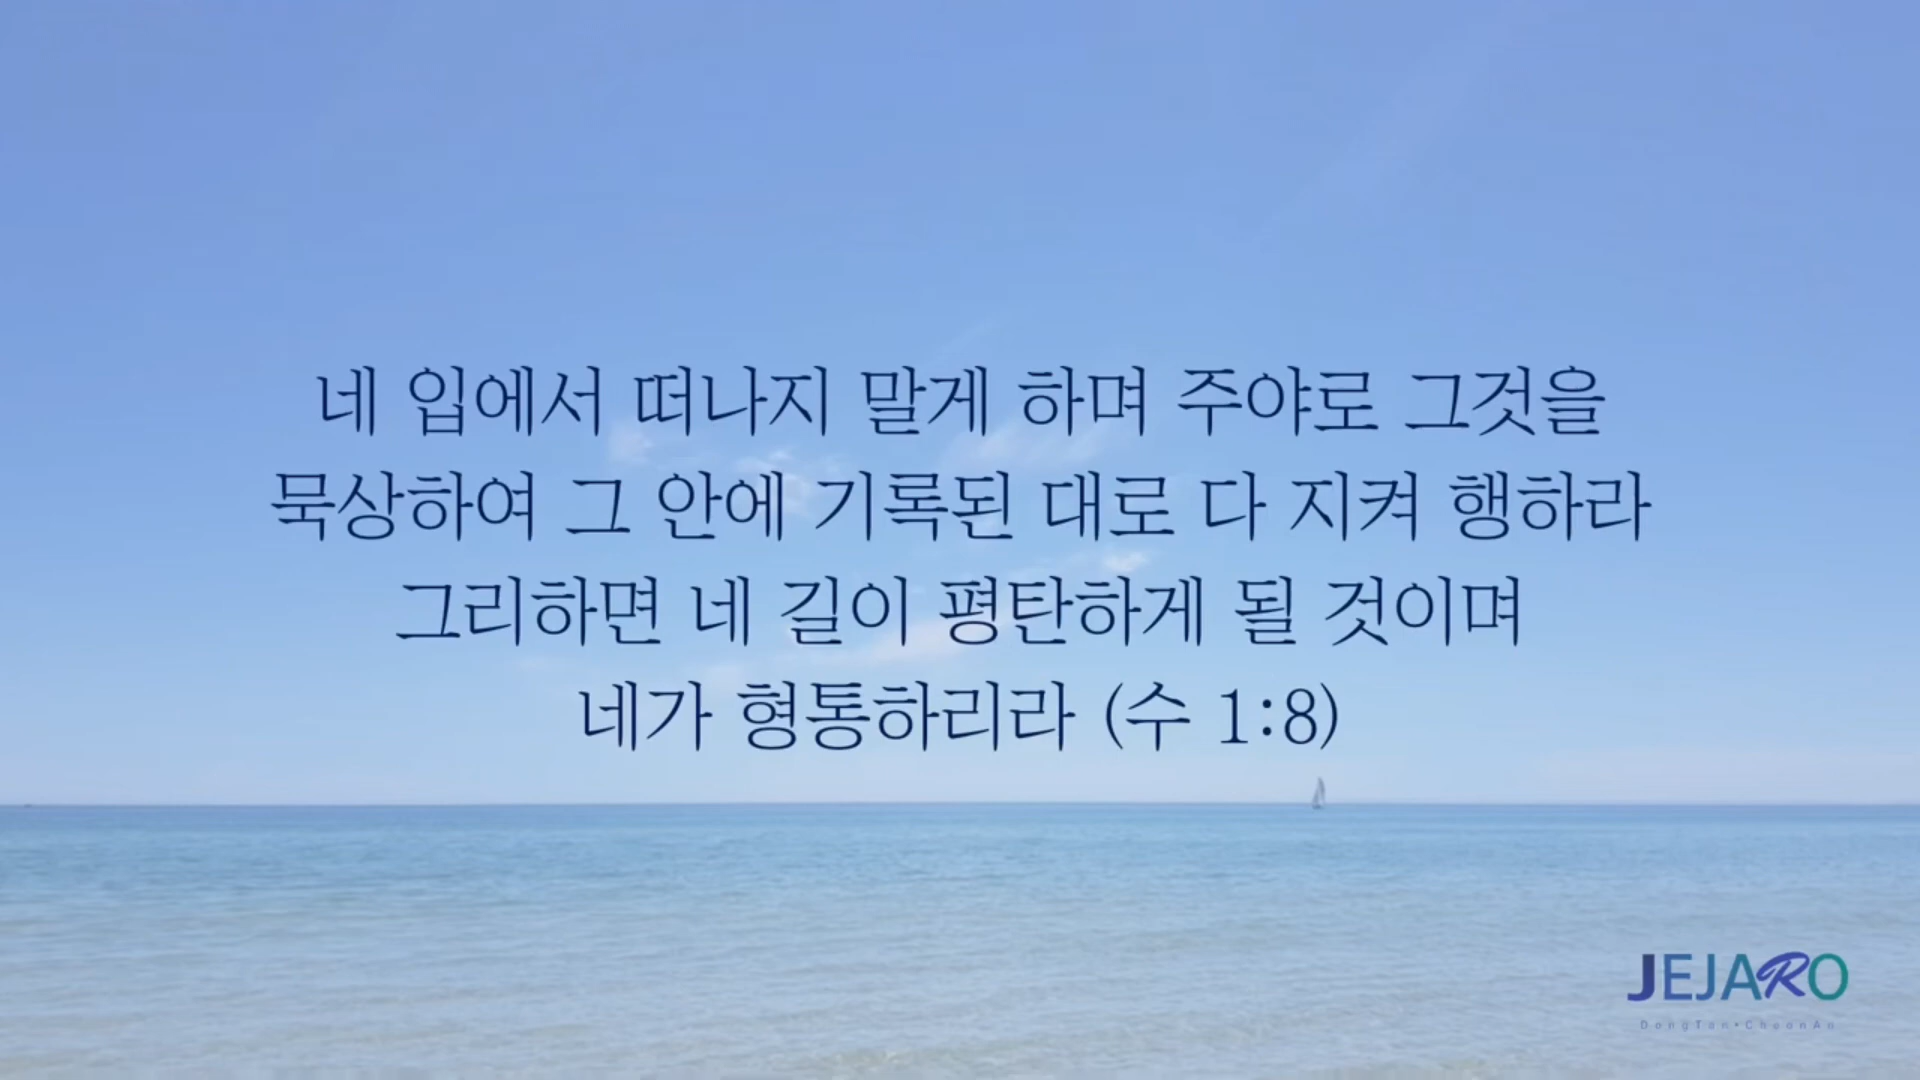 네 입에서 떠나지 말게 하며 주야로 그것을
묵상하여 그 안에 기록된 대로 다 지켜 행하라
그리하면 네 길이 평탄하게 될 것이며
네가 형통하리라 (수 1:8)
JEJARO
DongTan•CheonAn